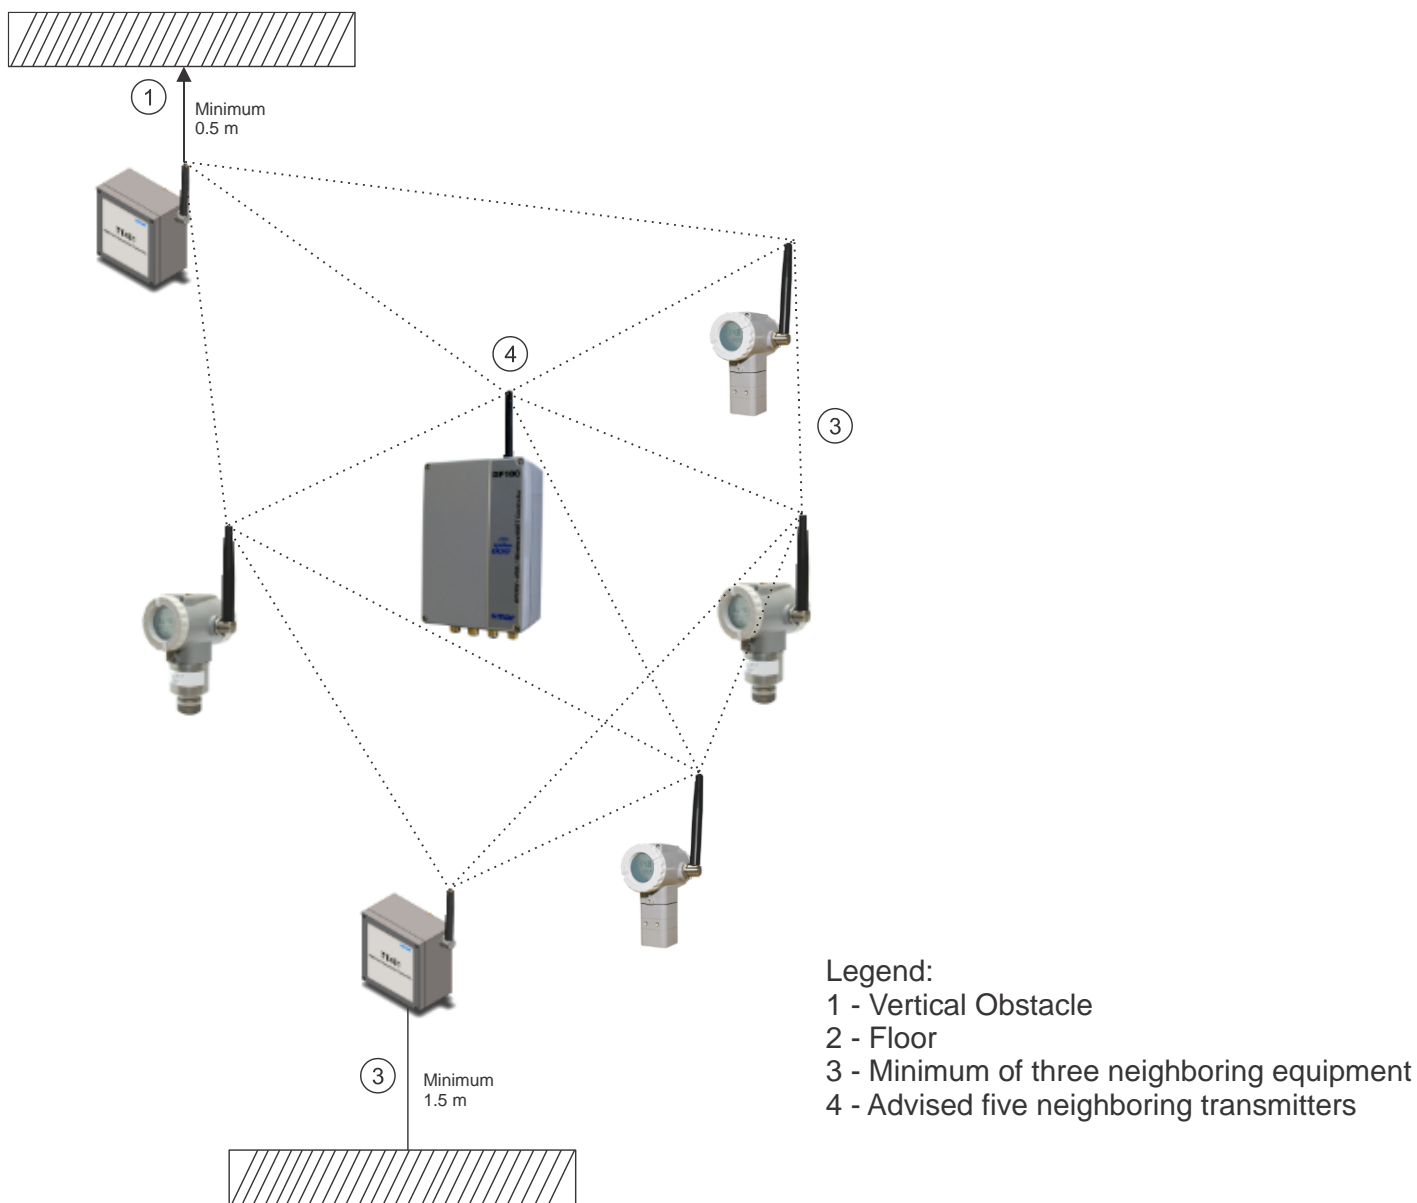 1
Minimum
0.5 m
4
3
3
Minimum
1.5 m
Legend:
1 - Vertical Obstacle
2 - Floor
3 - Minimum of three neighboring equipment
4 - Advised five neighboring transmitters